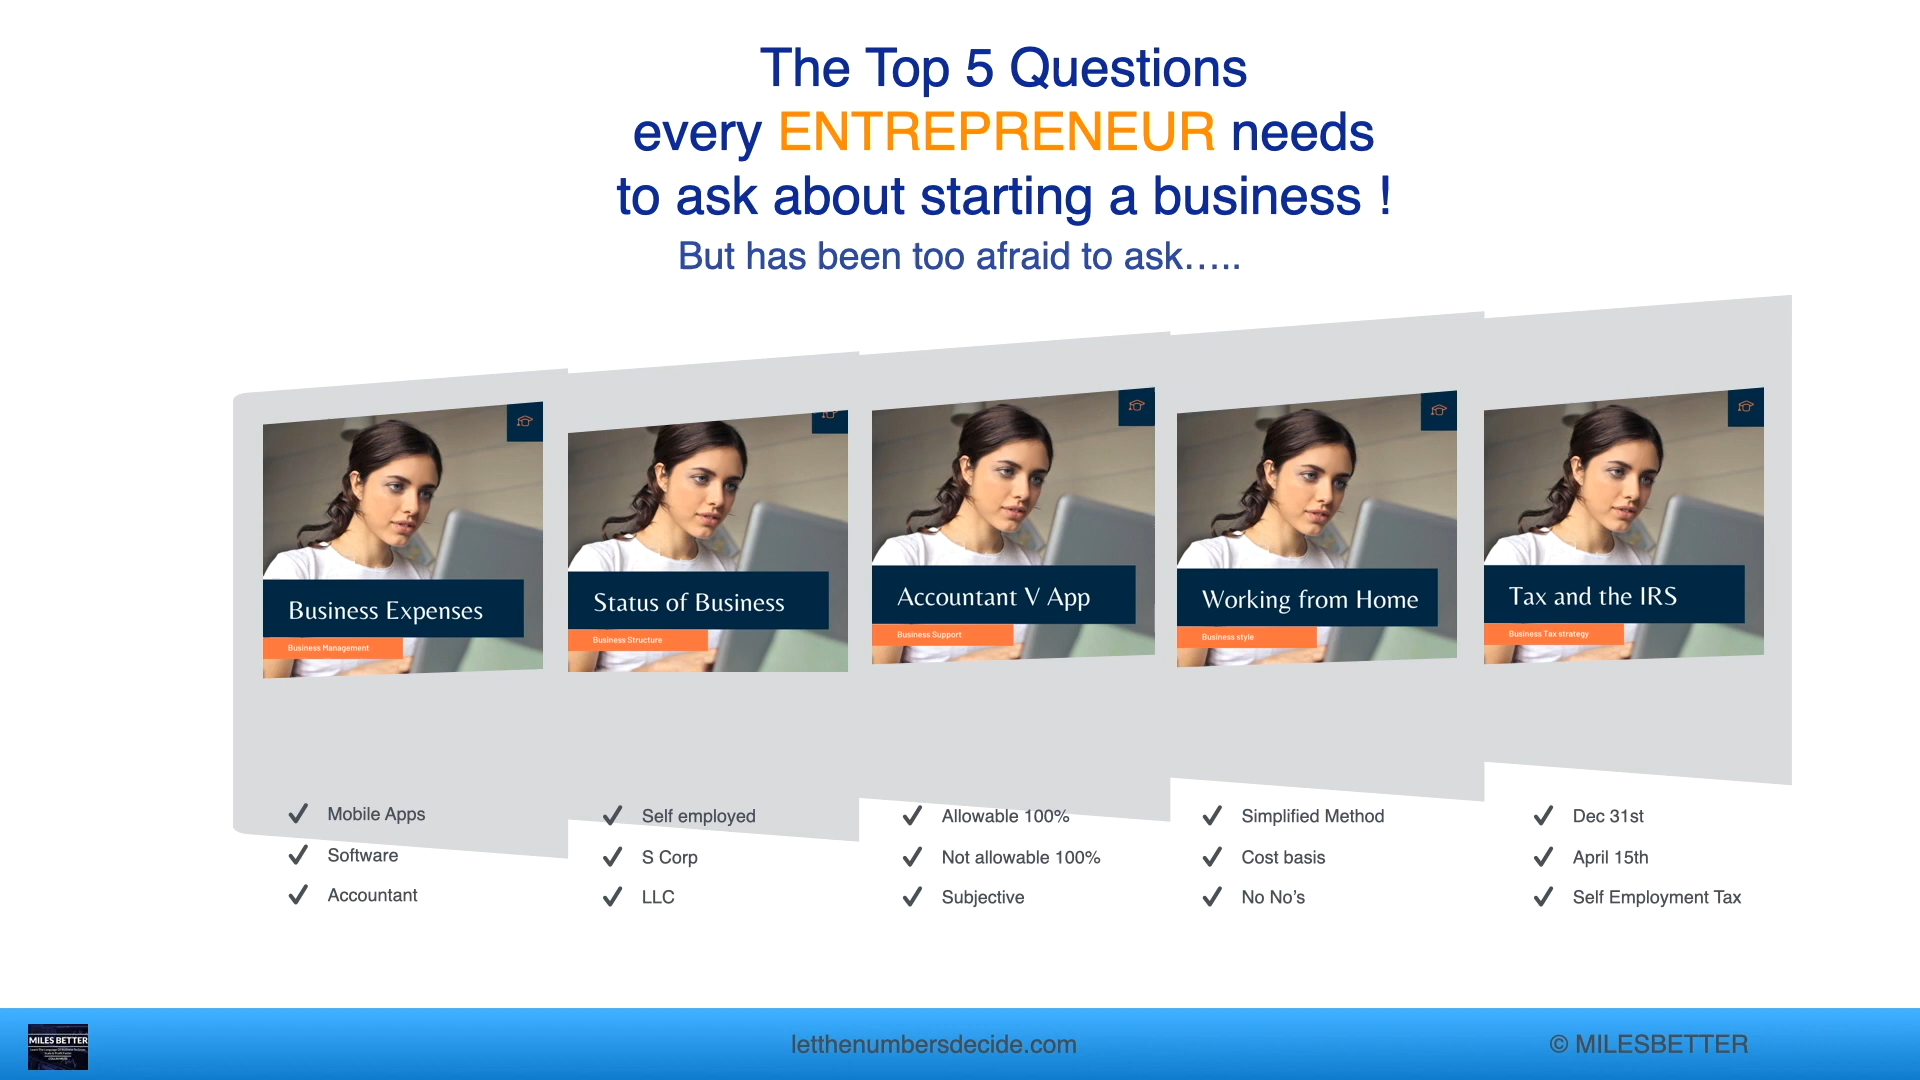 The Top 5 Questions
every ENTREPRENEUR needs
to ask about starting a business !
But has been too afraid to ask…..
Business Expenses
Business Management
Status of Business
Business Structure
Accountant V App
Business Support
Working from Home
Business style
Tax and the IRS
Business Tax strategy
Mobile Apps
Software
Accountant
Self employed
S Corp
LLC
Allowable 100%
Not allowable 100%
Subjective
Simplified Method
Cost basis
No No’s
Dec 31st
April 15th
Self Employment Tax
MILES BETTER
letthenumbersdecide.com
© MILESBETTER